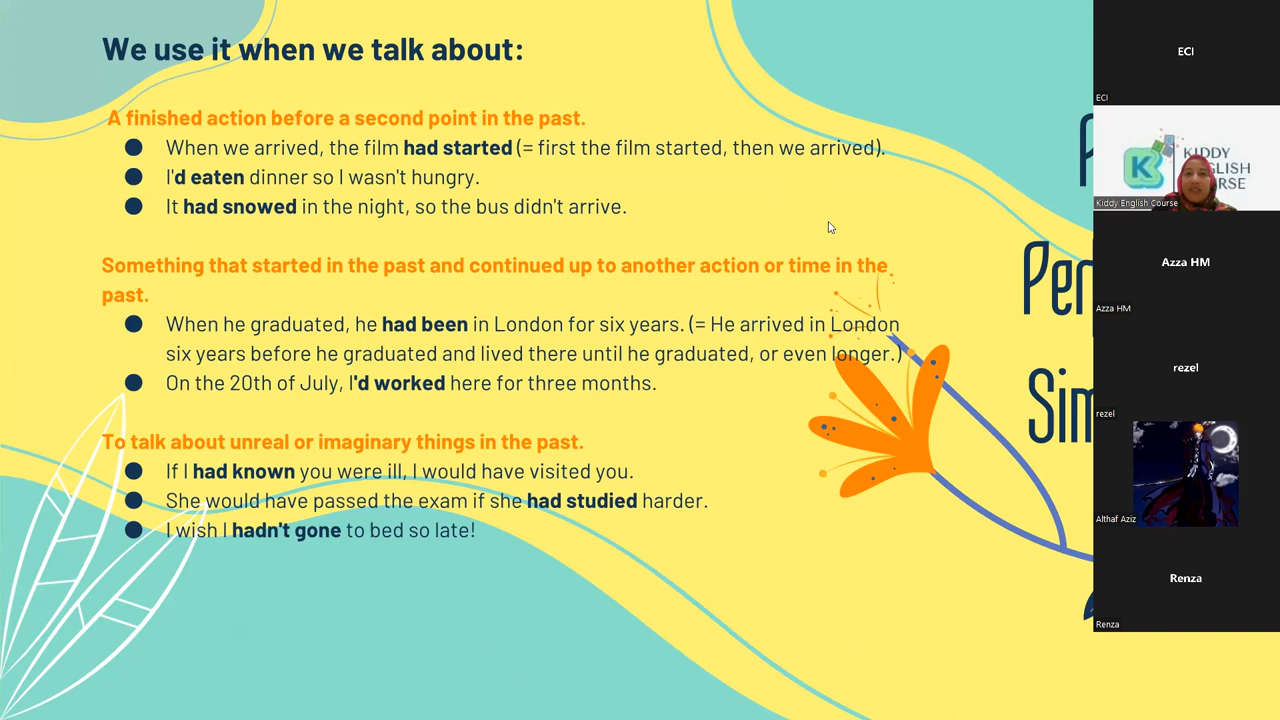 We use it when we talk about:
A finished action before a second point in the past.
When we arrived, the film had started (= first the film started, then we arrived).
I'd eaten dinner so I wasn't hungry.
It had snowed in the night, so the bus didn't arrive.
Something that started in the past and continued up to another action or time in the
past.
When he graduated, he had been in London for six years. (= He arrived in London
six years before he graduated and lived there until he graduated, or even longer.)
On the 20th of July, I'd worked here for three months.
To talk about unreal or imaginary things in the past.
If I had known you were ill, I would have visited you.
She would have passed the exam if she had studied harder.
I wish I hadn't gone to bed so late!
ECI
ECI
KIDDY
Kiddy English Course
Azza HM
Azza HM
rezel
rezel
Althaf Aziz
Renza
Renza